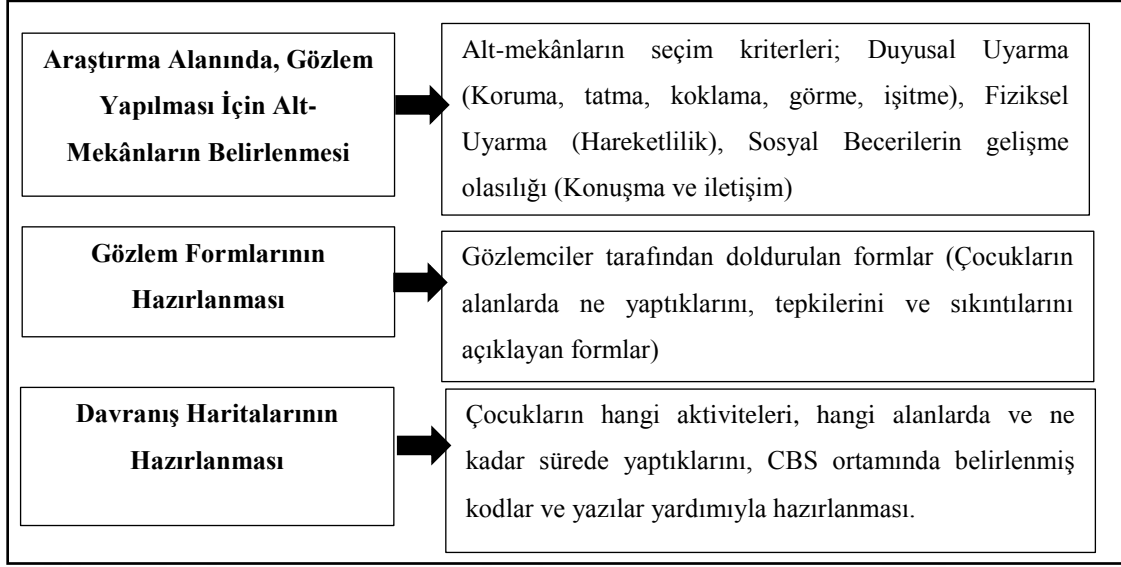 Araştırma Alanında, Gözlem
Yapılması İçin Alt-
Mekânların Belirlenmesi
Alt-mekânların seçim kriterleri; Duyusal Uyarma
(Koruma, tatma, koklama, görme, işitme), Fiziksel
Uyarma (Hareketlilik), Sosyal Becerilerin gelişme
olasılığı (Konuşma ve iletişim)
Gözlem Formlarının
Hazırlanması
Gözlemciler tarafından doldurulan formlar (Çocukların
alanlarda ne yaptıklarını, tepkilerini ve sıkıntılarını
açıklayan formlar)
Davranış Haritalarının
Hazırlanması
Çocukların hangi aktiviteleri, hangi alanlarda ve ne
kadar sürede yaptıklarını, CBS ortamında belirlenmiş
kodlar ve yazılar yardımıyla hazırlanması.